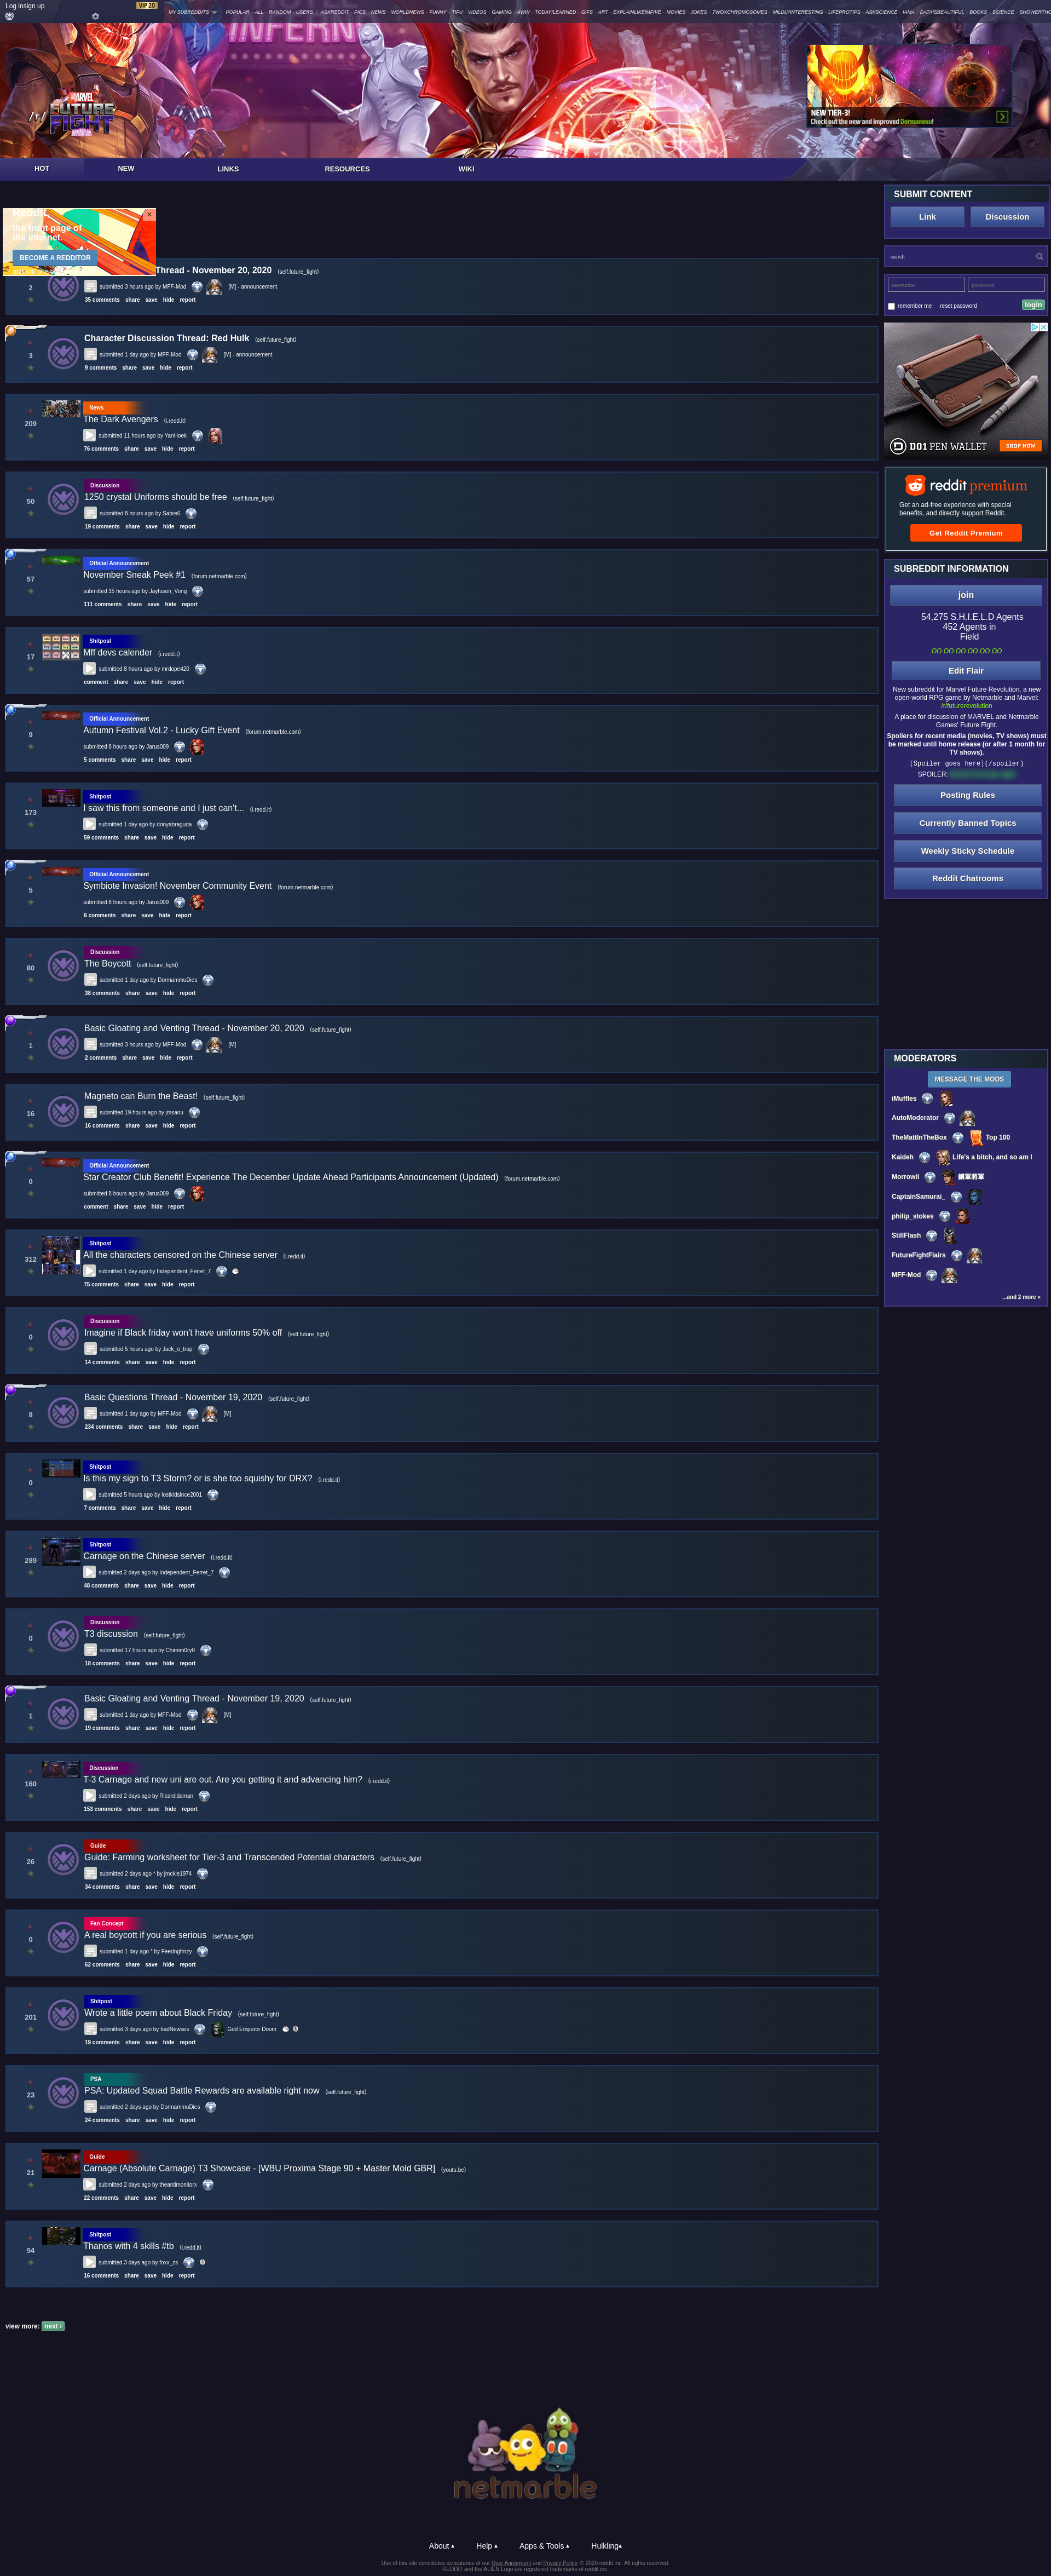 Log in sign up
VIP 20
MY SUBREDDITS POPULAR - ALL - RANDOM - USERS | ASKREDDIT - PICS - NEWS - WORLDNEWS - FUNNY - TIFU - VIDEOS - GAMING - AWW - TODAYILEARNED - GIFS - ART - EXPLAINLIKEIMFIVE - MOVIES - JOKES - TWOXCHROMOSOMES - MILDLYINTERESTING - LIFEPROTIPS - ASKSCIENCE - IAMA - DATAISBEAUTIFUL - BOOKS - SCIENCE - SHOWERTHO
INFERN
/r/ MARVEL FUTURE FIGHT
NEW TIER-3!
Check out the new and improved Dormammu!
HOT NEW LINKS RESOURCES WIKI
Reddit,
the front page of
the internet.
BECOME A REDDITOR
Thread - November 20, 2020 (self.future_fight)
2
submitted 3 hours ago by MFF-Mod [M] - announcement
35 comments share save hide report
Character Discussion Thread: Red Hulk (self.future_fight)
3
submitted 1 day ago by MFF-Mod [M] - announcement
9 comments share save hide report
News
The Dark Avengers (i.redd.it)
209
submitted 11 hours ago by YanHoek
76 comments share save hide report
Discussion
1250 crystal Uniforms should be free (self.future_fight)
50
submitted 8 hours ago by Sabre6
19 comments share save hide report
Official Announcement
November Sneak Peek #1 (forum.netmarble.com)
57
submitted 15 hours ago by Jayfuson_Vong
111 comments share save hide report
Shitpost
Mff devs calender (i.redd.it)
17
submitted 8 hours ago by mrdope420
comment share save hide report
Official Announcement
Autumn Festival Vol.2 - Lucky Gift Event (forum.netmarble.com)
9
submitted 8 hours ago by Jarus009
5 comments share save hide report
Shitpost
I saw this from someone and I just can't... (i.redd.it)
173
submitted 1 day ago by donyabraguda
59 comments share save hide report
Official Announcement
Symbiote Invasion! November Community Event (forum.netmarble.com)
5
submitted 8 hours ago by Jarus009
6 comments share save hide report
Discussion
The Boycott (self.future_fight)
80
submitted 1 day ago by DormammuDies
38 comments share save hide report
Basic Gloating and Venting Thread - November 20, 2020 (self.future_fight)
1
submitted 3 hours ago by MFF-Mod [M]
2 comments share save hide report
Magneto can Burn the Beast! (self.future_fight)
16
submitted 19 hours ago by jmsanu
16 comments share save hide report
Official Announcement
Star Creator Club Benefit! Experience The December Update Ahead Participants Announcement (Updated) (forum.netmarble.com)
0
submitted 8 hours ago by Jarus009
comment share save hide report
Shitpost
All the characters censored on the Chinese server (i.redd.it)
312
submitted 1 day ago by Independent_Ferret_7
75 comments share save hide report
Discussion
Imagine if Black friday won't have uniforms 50% off (self.future_fight)
0
submitted 5 hours ago by Jack_o_trap
14 comments share save hide report
Basic Questions Thread - November 19, 2020 (self.future_fight)
8
submitted 1 day ago by MFF-Mod [M]
234 comments share save hide report
Shitpost
Is this my sign to T3 Storm? or is she too squishy for DRX? (i.redd.it)
0
submitted 5 hours ago by lostkidsince2001
7 comments share save hide report
Shitpost
Carnage on the Chinese server (i.redd.it)
289
submitted 2 days ago by Independent_Ferret_7
48 comments share save hide report
Discussion
T3 discussion (self.future_fight)
0
submitted 17 hours ago by Chimim0ry0
18 comments share save hide report
Basic Gloating and Venting Thread - November 19, 2020 (self.future_fight)
1
submitted 1 day ago by MFF-Mod [M]
19 comments share save hide report
Discussion
T-3 Carnage and new uni are out. Are you getting it and advancing him? (i.redd.it)
160
submitted 2 days ago by Ricardidaman
153 comments share save hide report
Guide
Guide: Farming worksheet for Tier-3 and Transcended Potential characters (self.future_fight)
26
submitted 2 days ago * by jmckie1974
34 comments share save hide report
Fan Concept
A real boycott if you are serious (self.future_fight)
0
submitted 1 day ago * by Feedngfrnzy
62 comments share save hide report
Shitpost
Wrote a little poem about Black Friday (self.future_fight)
201
submitted 3 days ago by badNewses God Emperor Doom
19 comments share save hide report
PSA
PSA: Updated Squad Battle Rewards are available right now (self.future_fight)
23
submitted 2 days ago by DormammuDies
24 comments share save hide report
Guide
Carnage (Absolute Carnage) T3 Showcase - [WBU Proxima Stage 90 + Master Mold GBR] (youtu.be)
21
submitted 2 days ago by theantimonitorx
22 comments share save hide report
Shitpost
Thanos with 4 skills #tb (i.redd.it)
94
submitted 3 days ago by foxx_zs
16 comments share save hide report
view more: next ›
SUBMIT CONTENT
Link Discussion
search
username password
remember me reset password login
D01 PEN WALLET SHOP NOW
reddit premium
Get an ad-free experience with special
benefits, and directly support Reddit.
Get Reddit Premium
SUBREDDIT INFORMATION
join
54,275 S.H.I.E.L.D Agents
452 Agents in
Field
OO OO OO OO OO OO
Edit Flair
New subreddit for Marvel Future Revolution, a new
open-world RPG game by Netmarble and Marvel:
/r/futurerevolution
A place for discussion of MARVEL and Netmarble
Games' Future Fight.
Spoilers for recent media (movies, TV shows) must
be marked until home release (or after 1 month for
TV shows).
[Spoiler goes here](/spoiler)
SPOILER:
Posting Rules
Currently Banned Topics
Weekly Sticky Schedule
Reddit Chatrooms
MODERATORS
MESSAGE THE MODS
iMuffles
AutoModerator
TheMattInTheBox Top 100
Kaideh Life's a bitch, and so am I
Morrowil
CaptainSamurai_
philip_stokes
StillFlash
FutureFightFlairs
MFF-Mod
...and 2 more »
netmarble
About Help Apps & Tools Hulkling
Use of this site constitutes acceptance of our User Agreement and Privacy Policy. © 2020 reddit inc. All rights reserved.
REDDIT and the ALIEN Logo are registered trademarks of reddit inc.